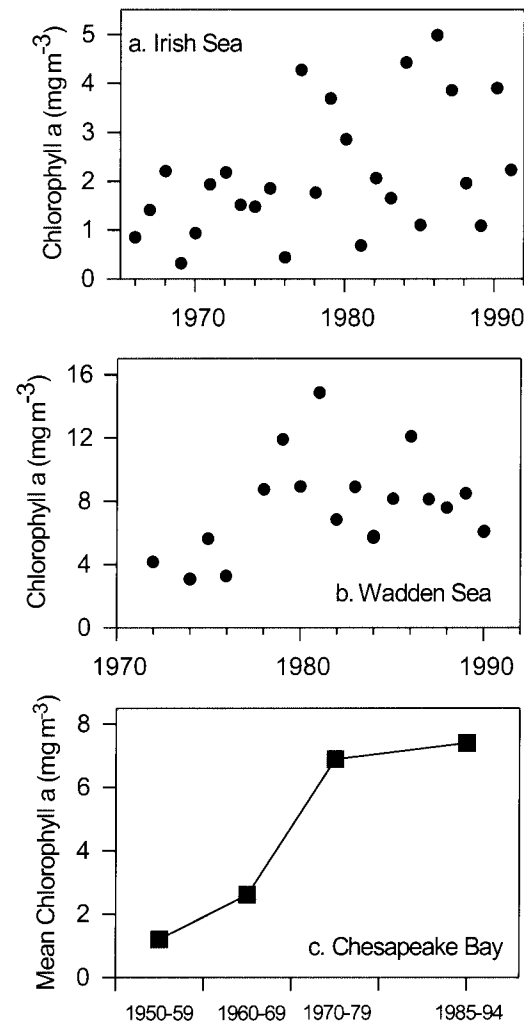 a. Irish Sea
Chlorophyll a (mg m-3)
5
4
3
2
1
0
1970 1980 1990
Chlorophyll a (mg m-3)
16
12
8
4
0
b. Wadden Sea
1970 1980 1990
Mean Chlorophyll a (mg m-3)
8
6
4
2
0
c. Chesapeake Bay
1950-59 1960-69 1970-79 1985-94